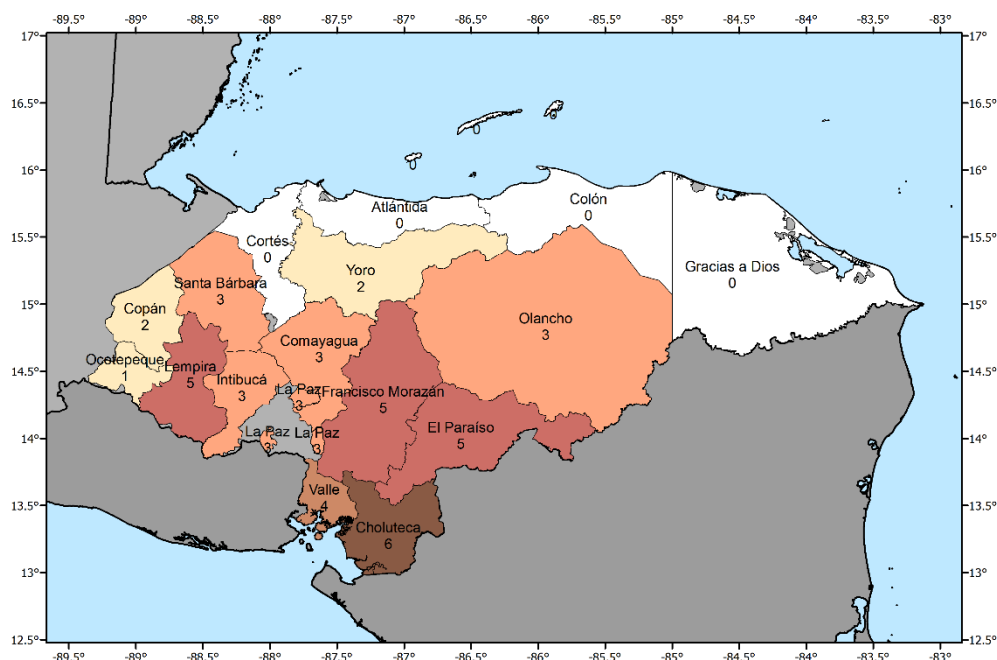 -89.5° -89° -88.5° -88° -87.5° -87° -86.5° -86° -85.5° -85° -84.5° -84° -83.5° -83°
17° 17°
16.5° 16.5°
16° 16°
Atlántida
0
Colón
0
15.5° 15.5°
Cortés
0
Yoro
2
Gracias a Dios
0
Santa Bárbara
3
15° 15°
Copán
2
Olancho
3
Comayagua
3
Ocotepeque
1
Lempira
5
14.5° 14.5°
Intibucá
3
La Paz
3
Francisco Morazán
5
El Paraíso
5
La Paz
3
La Paz
3
14° 14°
Valle
4
13.5° 13.5°
Choluteca
6
13° 13°
12.5° 12.5°
-89.5° -89° -88.5° -88° -87.5° -87° -86.5° -86° -85.5° -85° -84.5° -84° -83.5° -83°